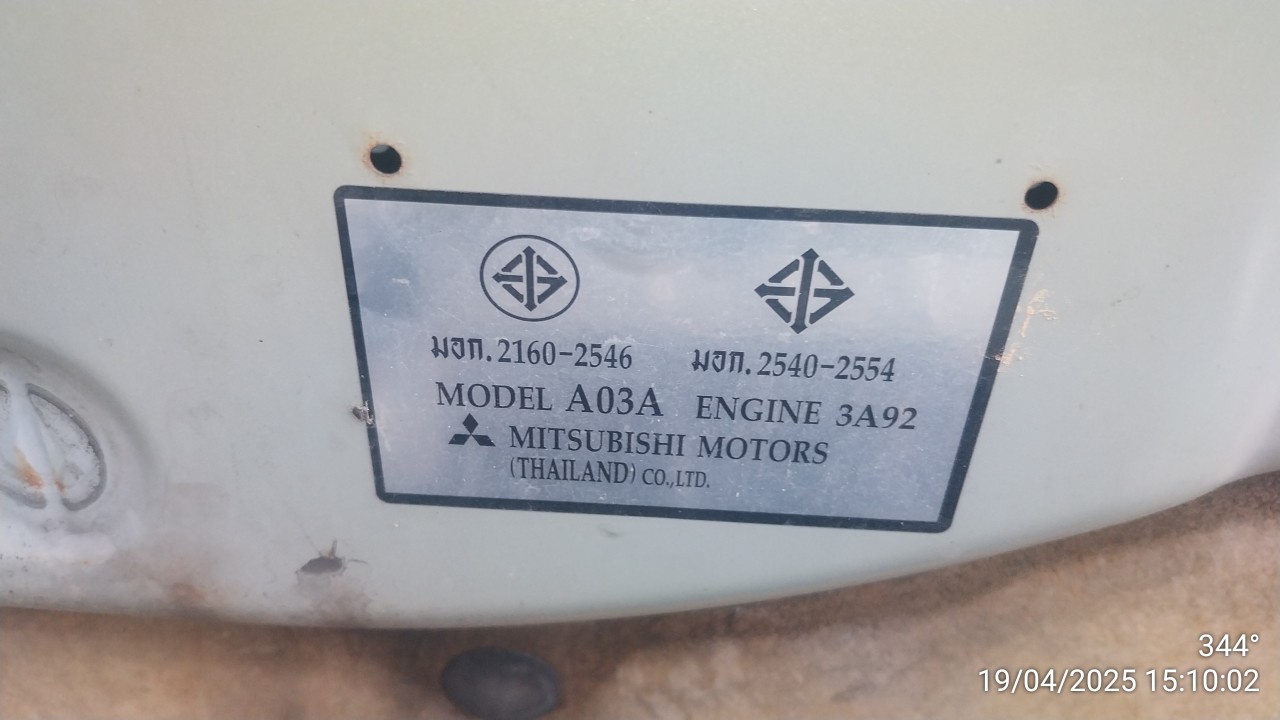 มอก.2160-2546 มอก.2540-2554
MODEL A03A ENGINE 3A92
MITSUBISHI MOTORS
(THAILAND) CO.,LTD.
344°
19/04/2025 15:10:02